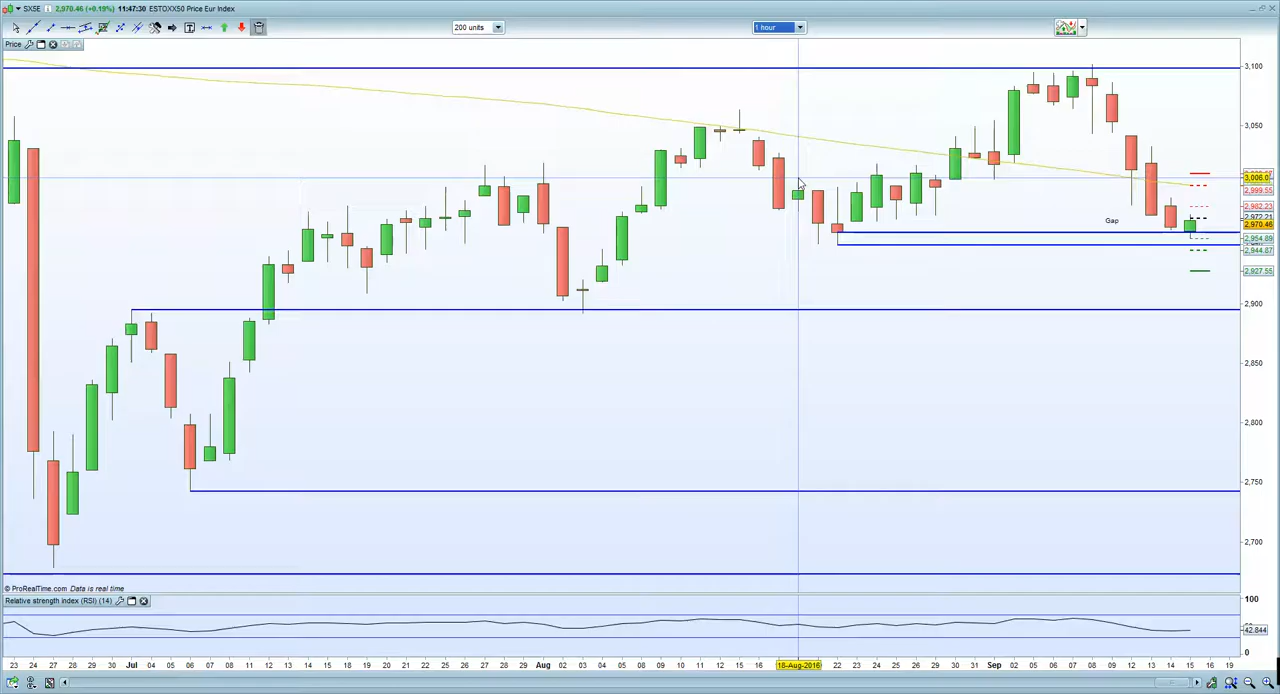 SX5E 2,970.46 (+0.19%) 11:47:30 ESTOXX50 Price Eur Index
200 units 1 hour
Price
3,100
3,050
3,006.0
2,999.55
2,982.23
2,972.21
Gap
2,970.46
2,954.89
2,944.87
2,927.55
2,900
2,850
2,800
2,750
2,700
© ProRealTime.com Data is real time
Relative strength index (RSI) (14)
100
42.844
0
23 24 27 28 29 30 Jul 04 05 06 07 08 11 12 13 14 15 18 19 20 21 22 25 26 27 28 29 Aug 02 03 04 05 08 09 10 11 12 15 16 18-Aug-2016 22 23 24 25 26 29 30 31 Sep 02 05 06 07 08 09 12 13 14 15 16 19